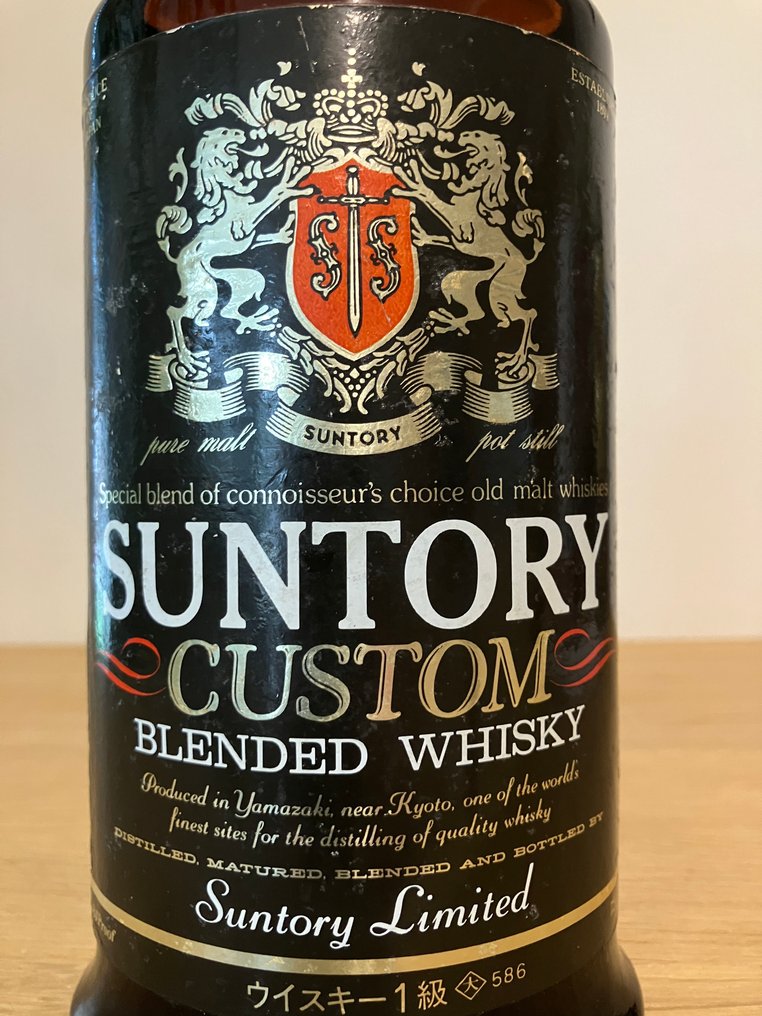 SUNTORY
pure malt pot still
Special blend of connoisseur's choice old malt whiskies
SUNTORY
CUSTOM
BLENDED WHISKY
Produced in Yamazaki, near Kyoto, one of the world's
finest sites for the distilling of quality whisky
DISTILLED, MATURED, BLENDED AND BOTTLED BY
Suntory Limited
ウイスキー1級 大 586